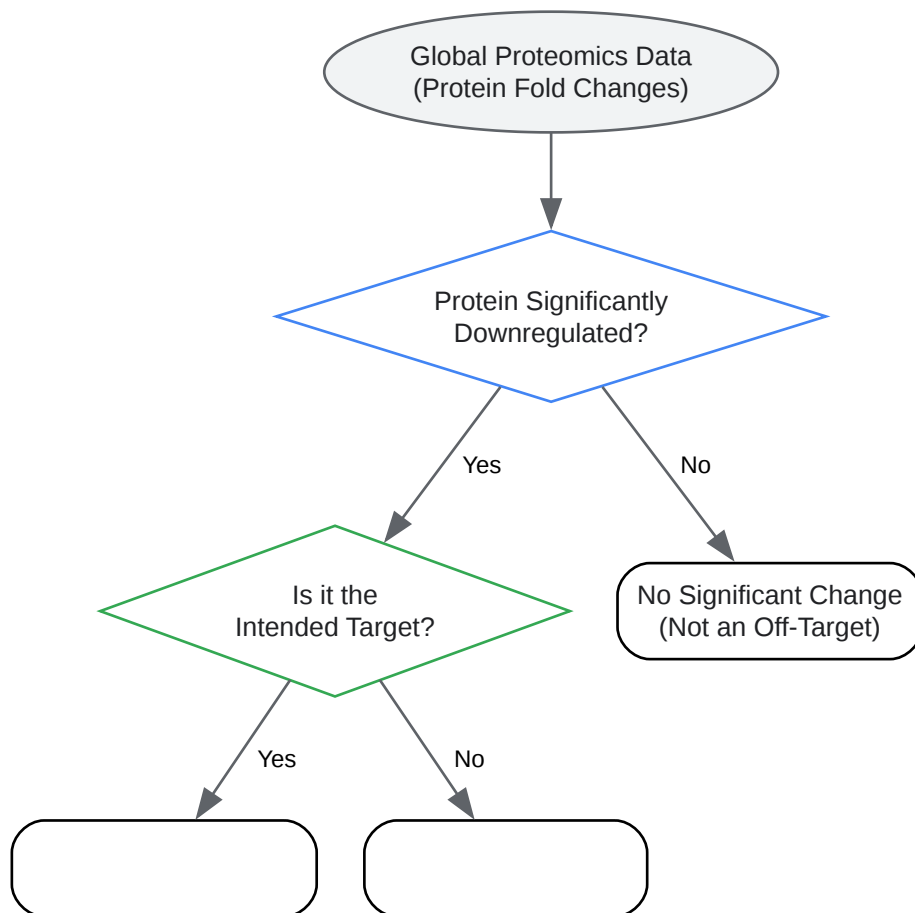 Global Proteomics Data
(Protein Fold Changes)
Protein Significantly
Downregulated?
Yes
No
Is it the
Intended Target?
No Significant Change
(Not an Off-Target)
Yes
No